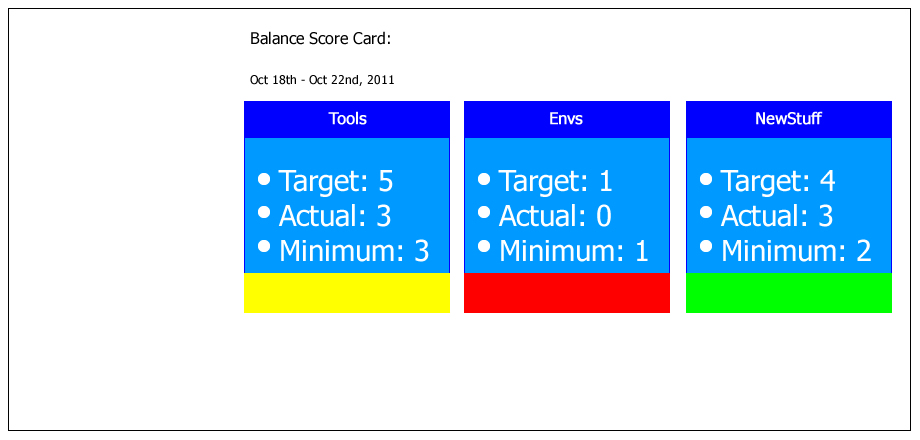 Balance Score Card:
Oct 18th - Oct 22nd, 2011
Tools
Target: 5
Actual: 3
Minimum: 3
Envs
Target: 1
Actual: 0
Minimum: 1
NewStuff
Target: 4
Actual: 3
Minimum: 2